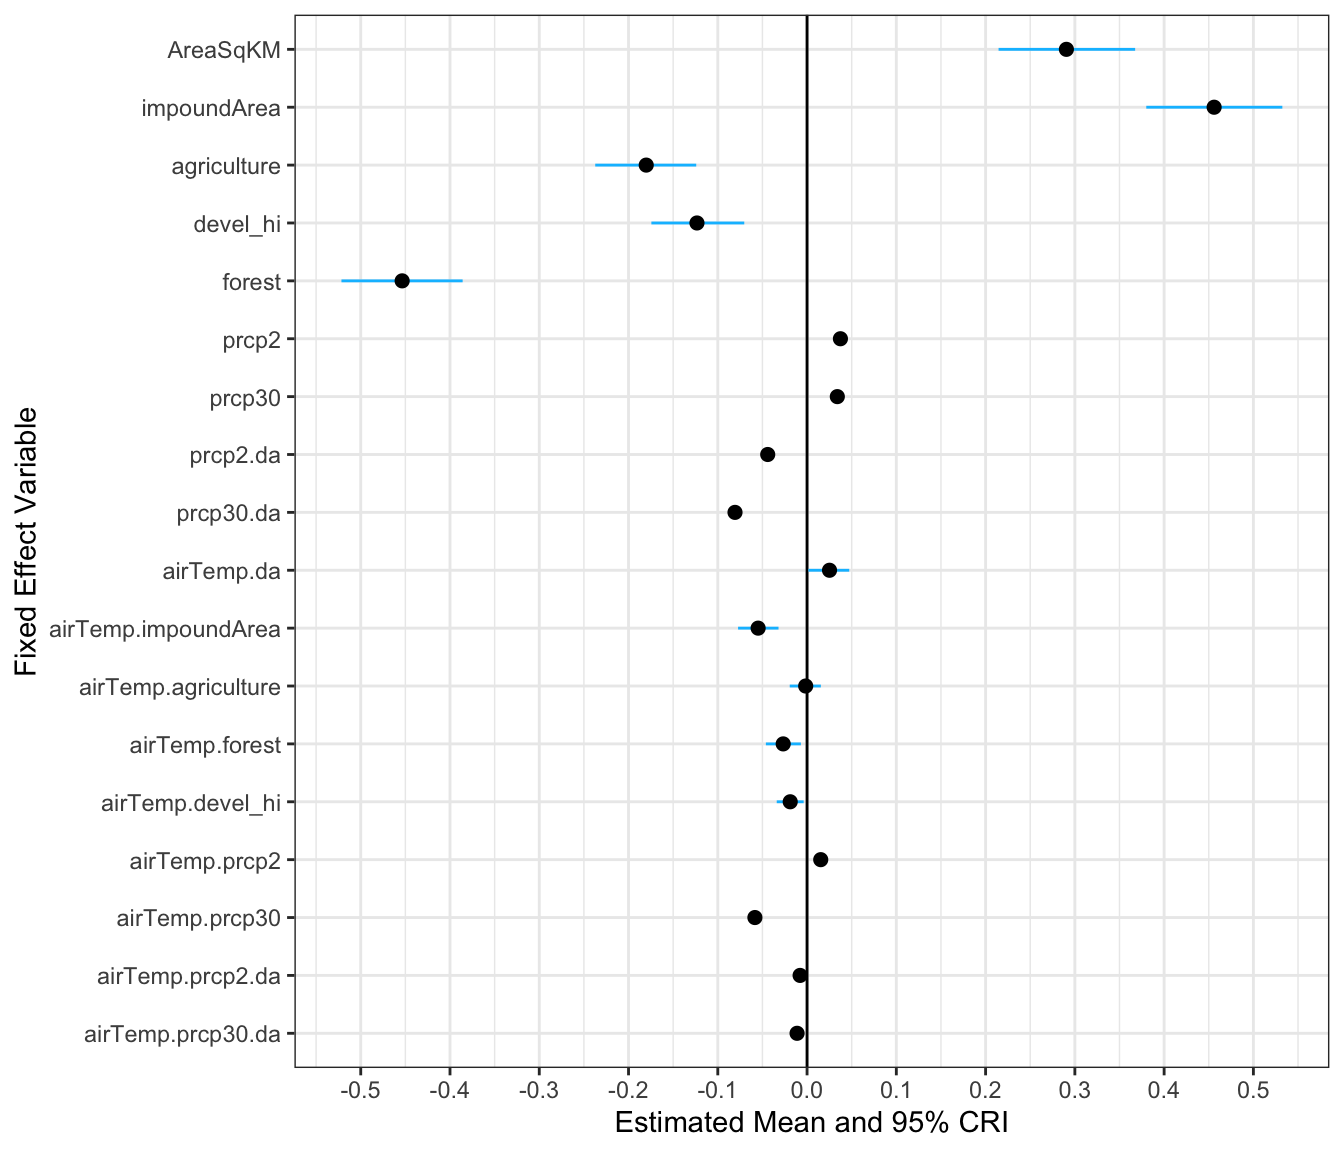 Fixed Effect Variable
AreaSqKM
impoundArea
agriculture
devel_hi
forest
prcp2
prcp30
prcp2.da
prcp30.da
airTemp.da
airTemp.impoundArea
airTemp.agriculture
airTemp.forest
airTemp.devel_hi
airTemp.prcp2
airTemp.prcp30
airTemp.prcp2.da
airTemp.prcp30.da
-0.5 -0.4 -0.3 -0.2 -0.1 0.0 0.1 0.2 0.3 0.4 0.5
Estimated Mean and 95% CRI